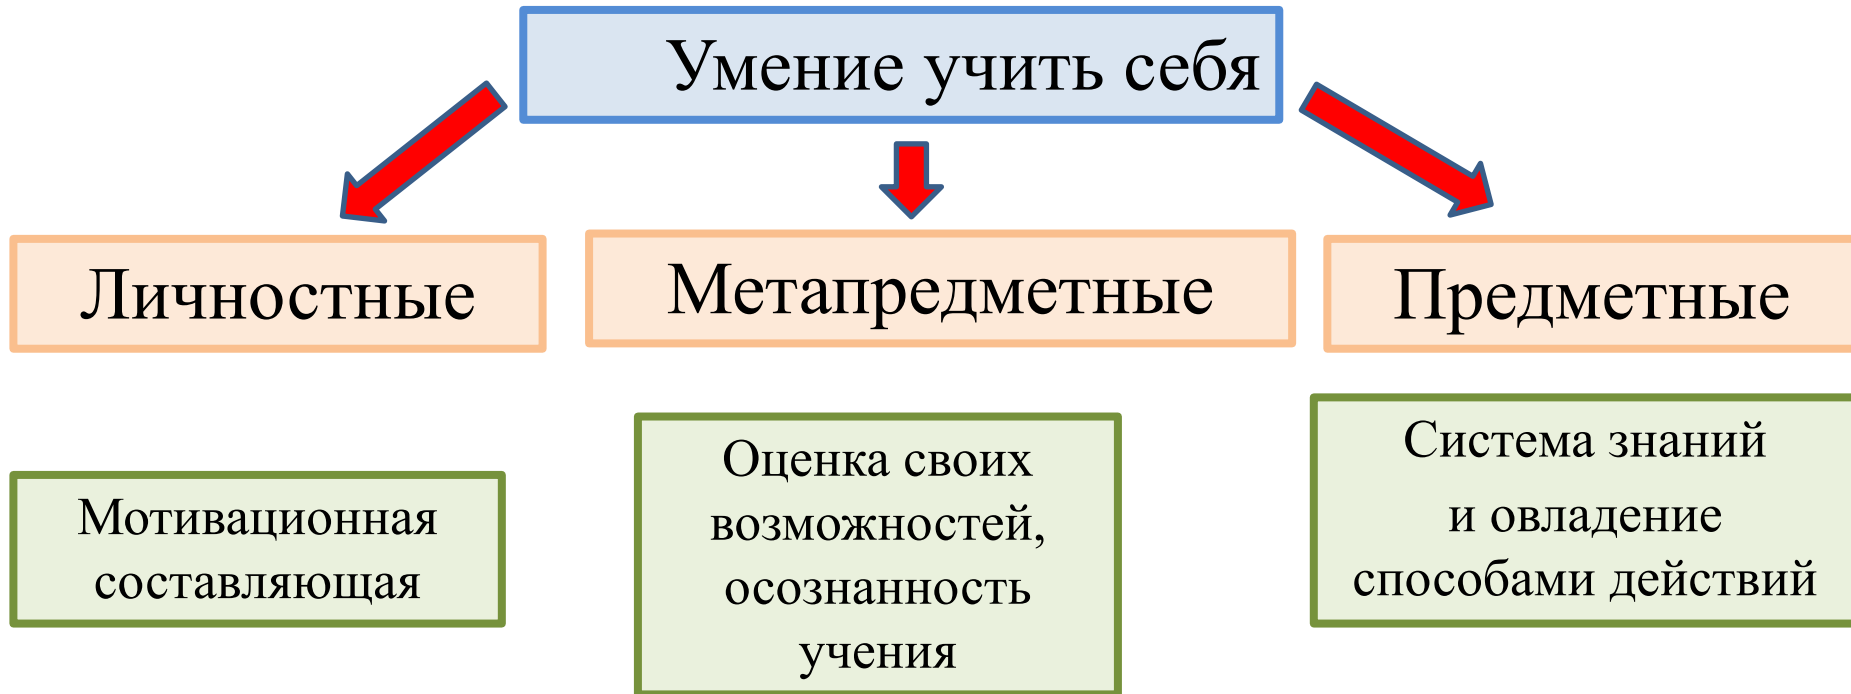 Умение учить себя
Личностные
Метапредметные
Предметные
Мотивационная
составляющая
Оценка своих
возможностей,
осознанность
учения
Система знаний
и овладение
способами действий